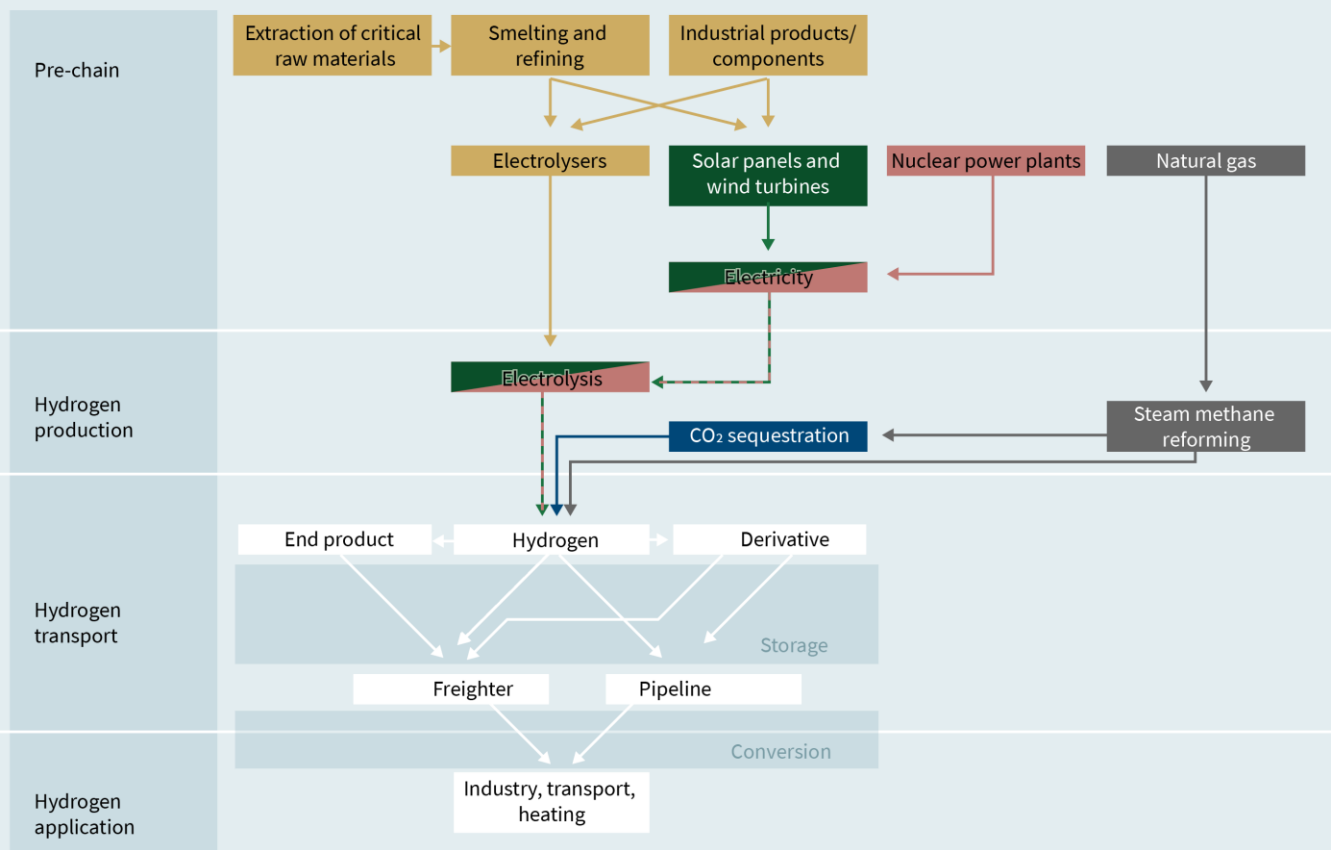 Pre-chain
Extraction of critical
raw materials
Smelting and
refining
Industrial products/
components
Electrolysers
Solar panels and
wind turbines
Nuclear power plants
Natural gas
Electricity
Hydrogen
production
Electrolysis
CO₂ sequestration
Steam methane
reforming
Hydrogen
transport
End product
Hydrogen
Derivative
Storage
Freighter
Pipeline
Conversion
Hydrogen
application
Industry, transport,
heating